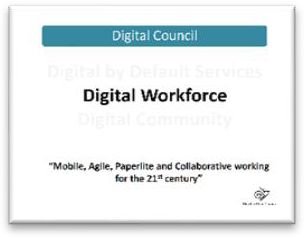 Digital Council
Digital by Default Services
Digital Workforce
Digital Community
“Mobile, Agile, Paperlite and Collaborative working
for the 21st century”